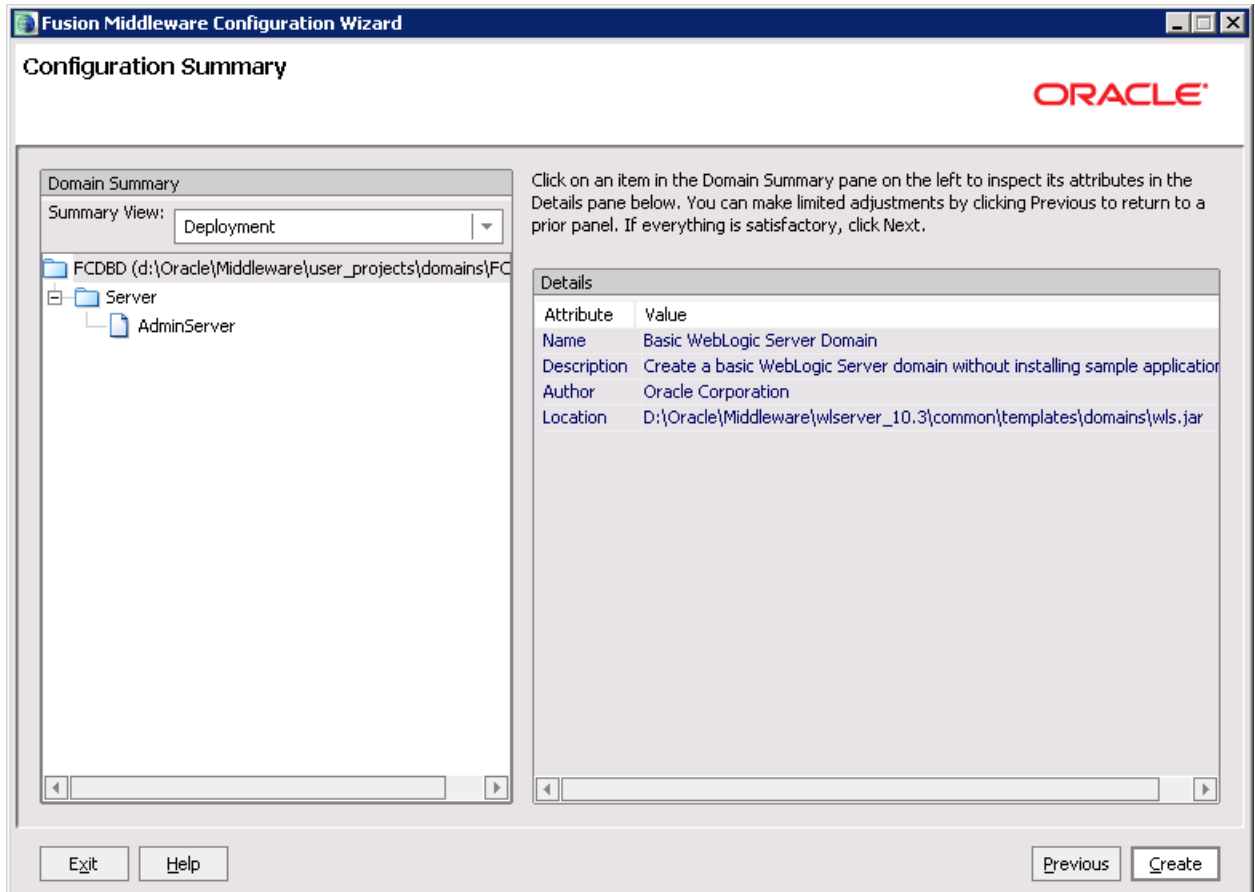 Fusion Middleware Configuration Wizard
Configuration Summary
ORACLE
Domain Summary
Summary View:
Deployment
FCDBD (d:\Oracle\Middleware\user_projects\domains\FC
Server
AdminServer
Click on an item in the Domain Summary pane on the left to inspect its attributes in the
Details pane below. You can make limited adjustments by clicking Previous to return to a
prior panel. If everything is satisfactory, click Next.
Details
Attribute Value
Name Basic WebLogic Server Domain
Description Create a basic WebLogic Server domain without installing sample application
Author Oracle Corporation
Location D:\Oracle\Middleware\wlserver_10.3\common\templates\domains\wls.jar
Exit Help Previous Create